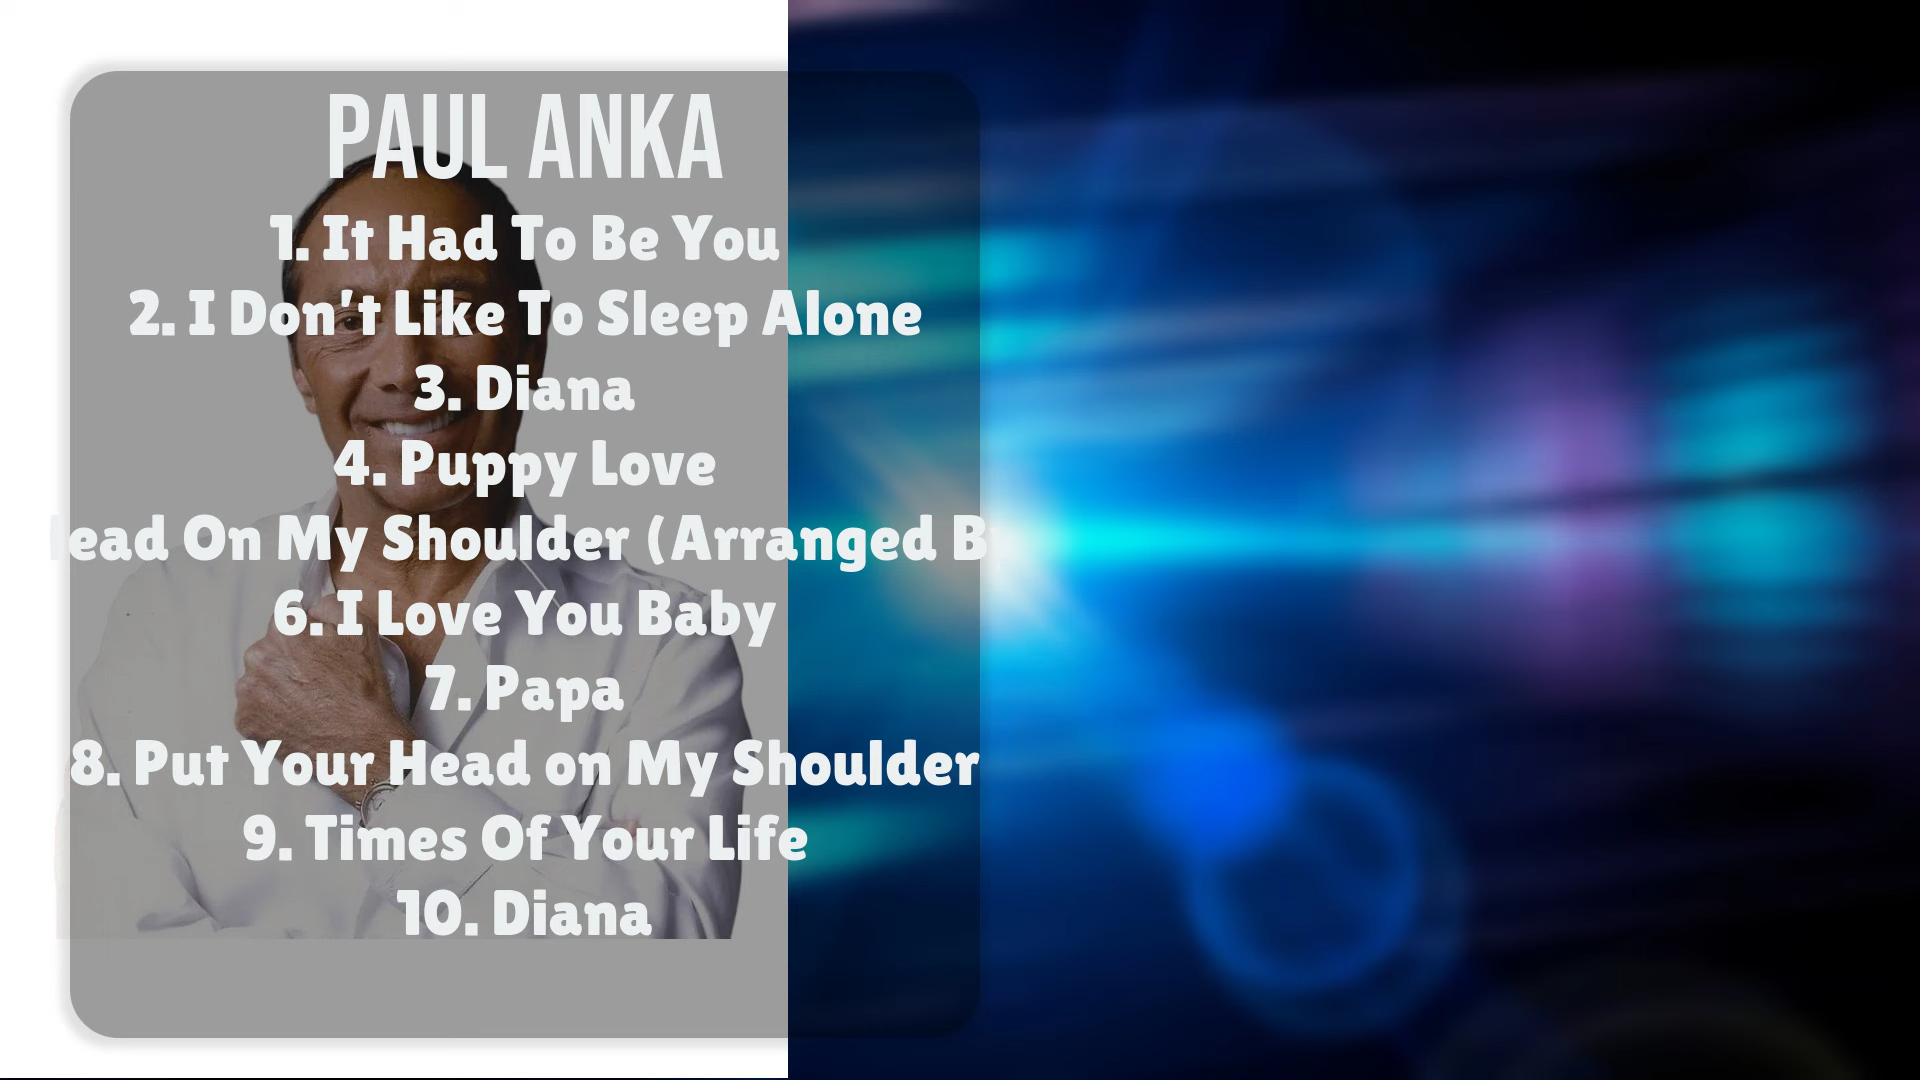 PAUL ANKA
1. It Had To Be You
2. I Don't Like To Sleep Alone
3. Diana
4. Puppy Love
ead On My Shoulder (Arranged B
6. I Love You Baby
7. Papa
8. Put Your Head on My Shoulder
9. Times Of Your Life
10. Diana